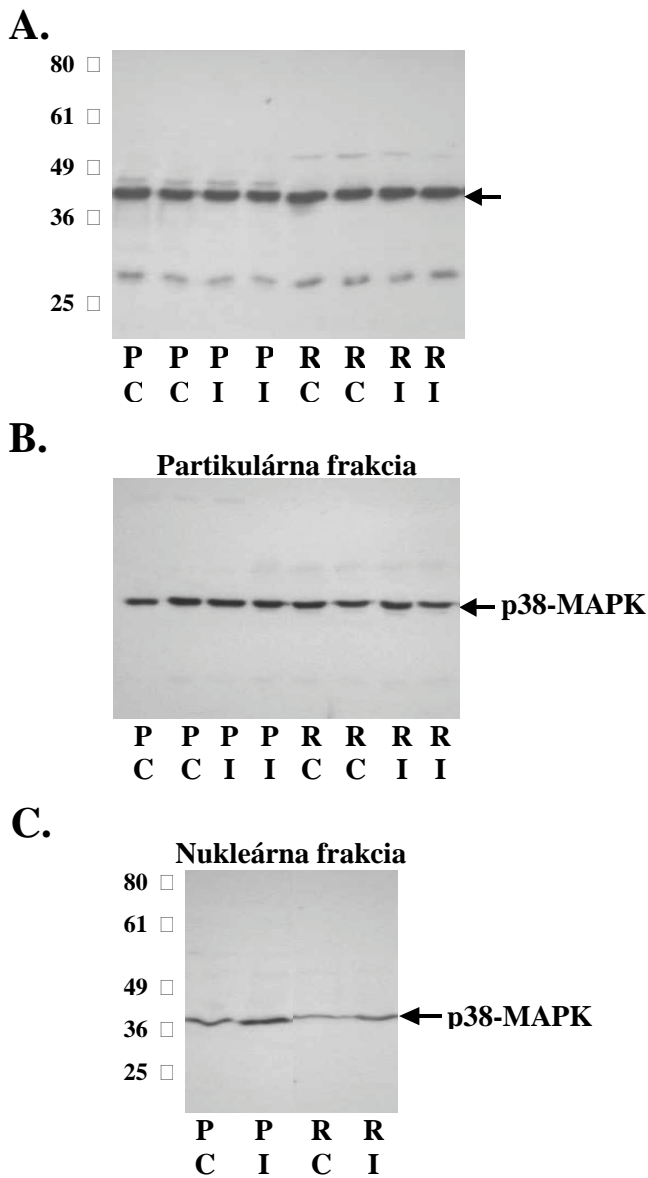 A.
80
61
49
36
25
P P P P R R R R
C C I I C C I I
B.
Partikulárna frakcia
p38-MAPK
P P P P R R R R
C C I I C C I I
C.
Nukleárna frakcia
80
61
49
p38-MAPK
36
25
P P R R
C I C I